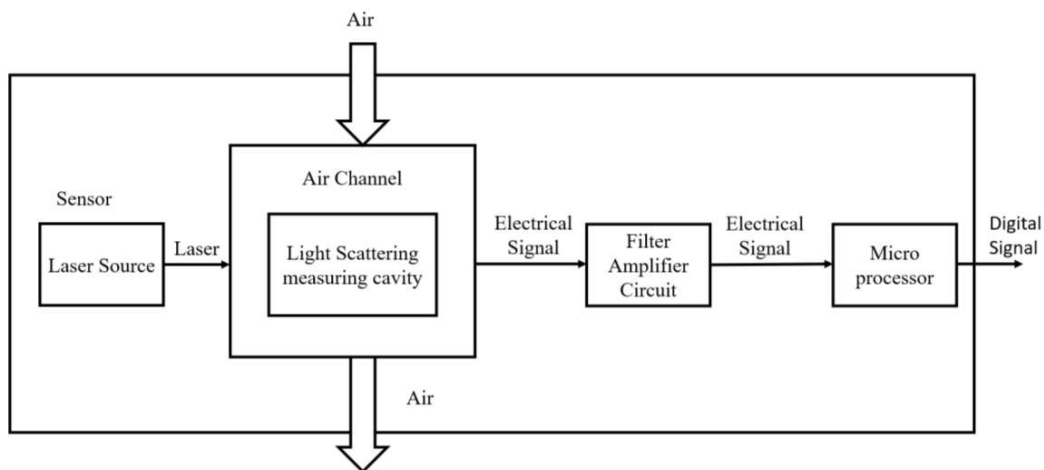 Air
Air Channel
Sensor
Laser Source
Laser
Light Scattering
measuring cavity
Electrical
Signal
Filter
Amplifier
Circuit
Electrical
Signal
Micro
processor
Digital
Signal
Air